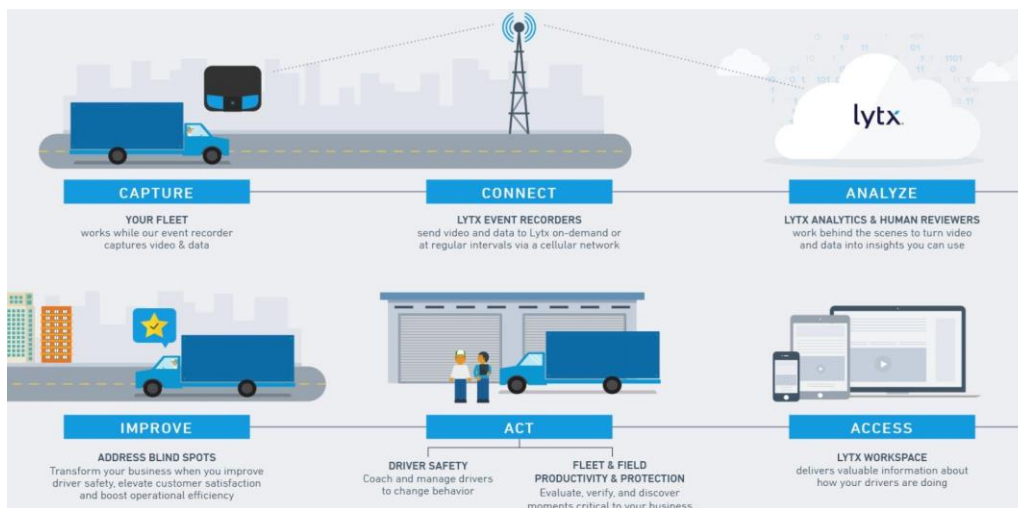 lytx
CAPTURE
CONNECT
ANALYZE
YOUR FLEET
works while our event recorder
captures video & data
LYTX EVENT RECORDERS
send video and data to Lytx on-demand or
at regular intervals via a cellular network
LYTX ANALYTICS & HUMAN REVIEWERS
work behind the scenes to turn video
and data into insights you can use
IMPROVE
ACT
ACCESS
ADDRESS BLIND SPOTS
Transform your business when you improve
driver safety, elevate customer satisfaction
and boost operational efficiency
DRIVER SAFETY
Coach and manage drivers
to change behavior
FLEET & FIELD
PRODUCTIVITY & PROTECTION
Evaluate, verify, and discover
moments critical to your business
LYTX WORKSPACE
delivers valuable information about
how your drivers are doing